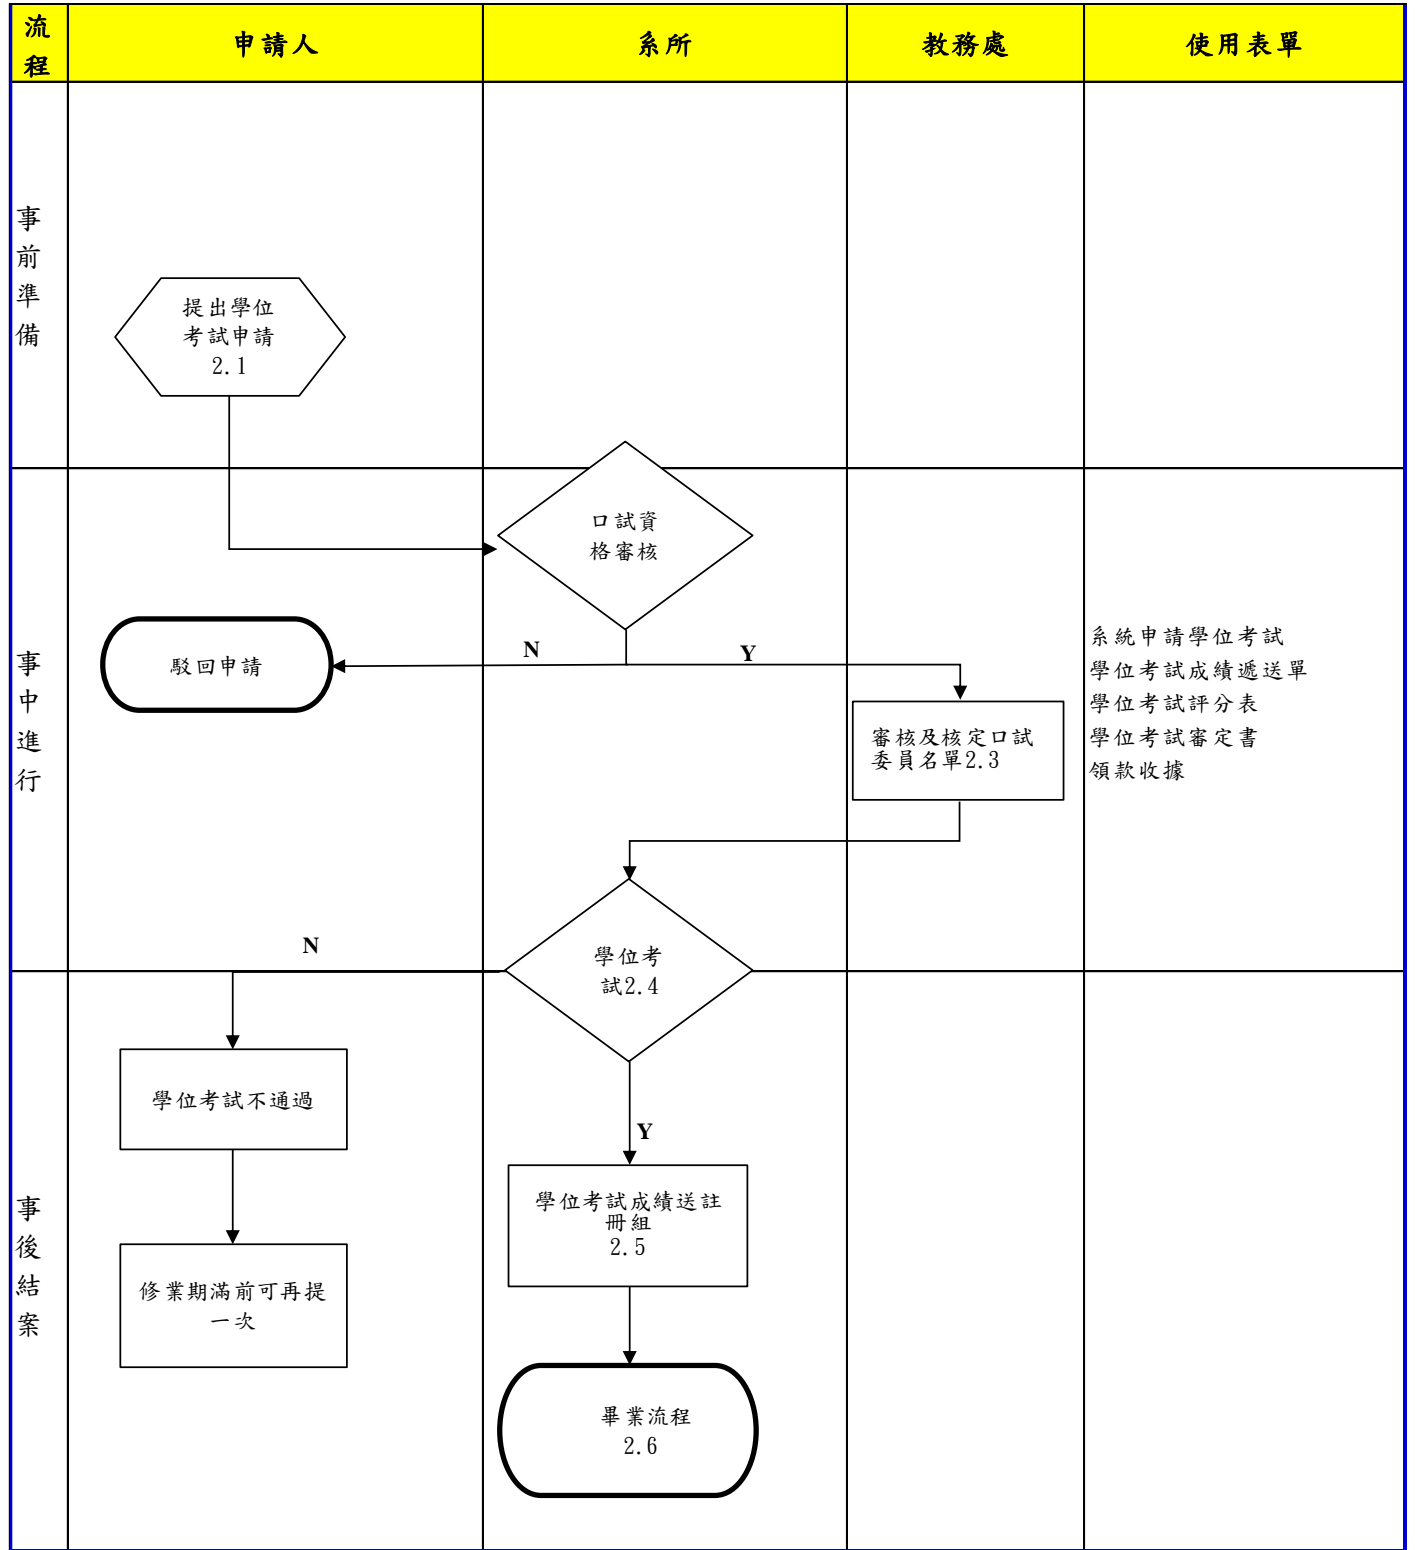 流
程
申請人
系所
教務處
使用表單
事
前
準
備
提出學位
考試申請
2.1
事
中
進
行
口試資
格審核
N
Y
駁回申請
審核及核定口試
委員名單2.3
系統申請學位考試
學位考試成績遞送單
學位考試評分表
學位考試審定書
領款收據
N
學位考
試2.4
事
後
結
案
學位考試不通過
Y
學位考試成績送註
冊組
2.5
修業期滿前可再提
一次
畢業流程
2.6